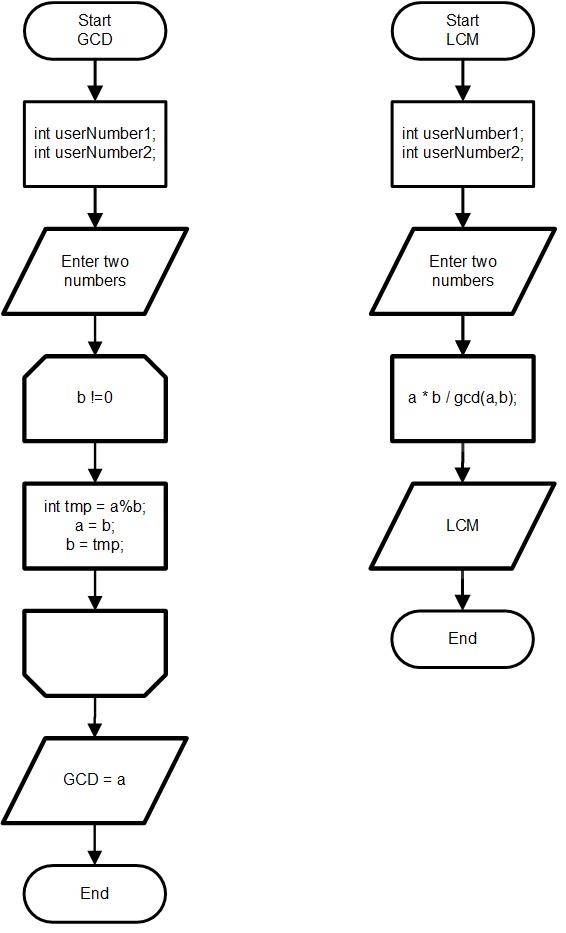 Start
GCD
int userNumber1;
int userNumber2;
Enter two
numbers
b !=0
int tmp = a%b;
a = b;
b = tmp;
GCD = a
End
Start
LCM
int userNumber1;
int userNumber2;
Enter two
numbers
a * b / gcd(a,b);
LCM
End